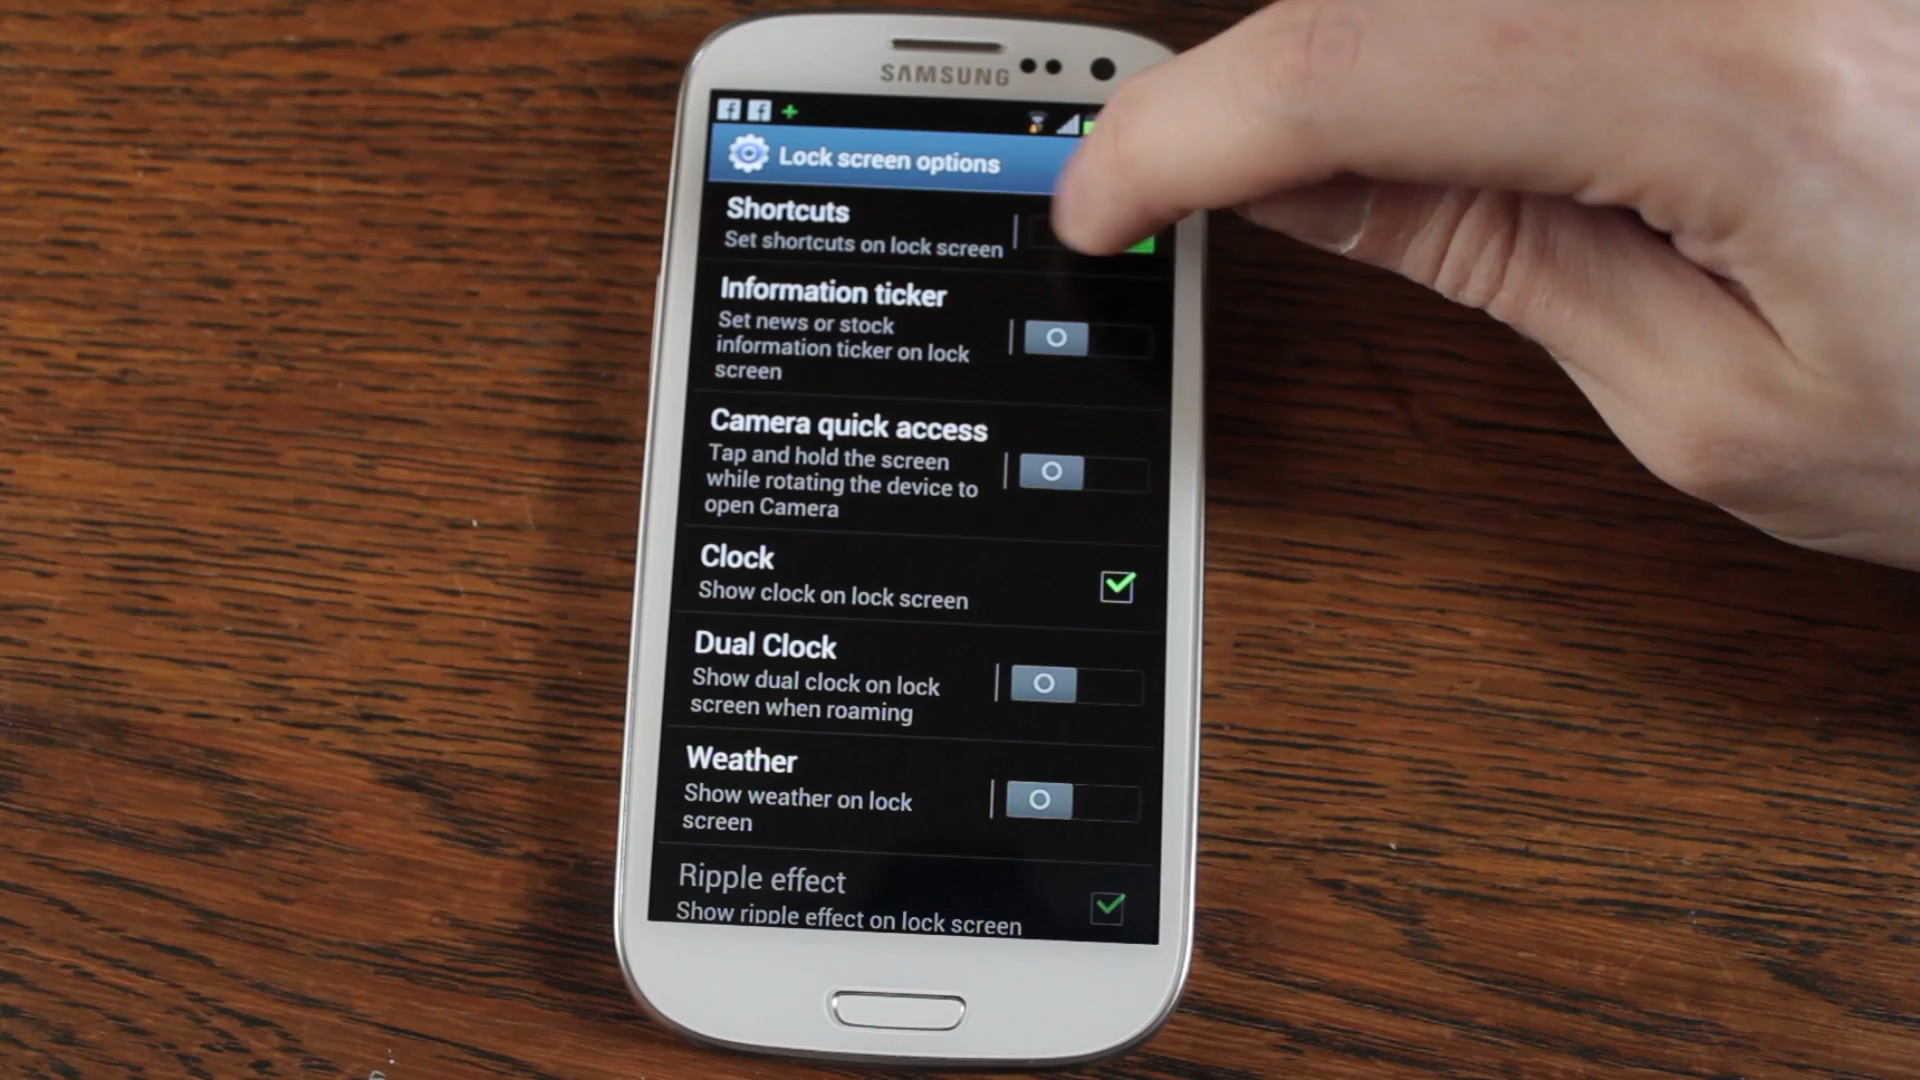 SAMSUNG
Lock screen options
Shortcuts
Set shortcuts on lock screen
Information ticker
Set news or stock
information ticker on lock
screen
Camera quick access
Tap and hold the screen
while rotating the device to
open Camera
Clock
Show clock on lock screen
Dual Clock
Show dual clock on lock
screen when roaming
Weather
Show weather on lock
screen
Ripple effect
Show ripple effect on lock screen